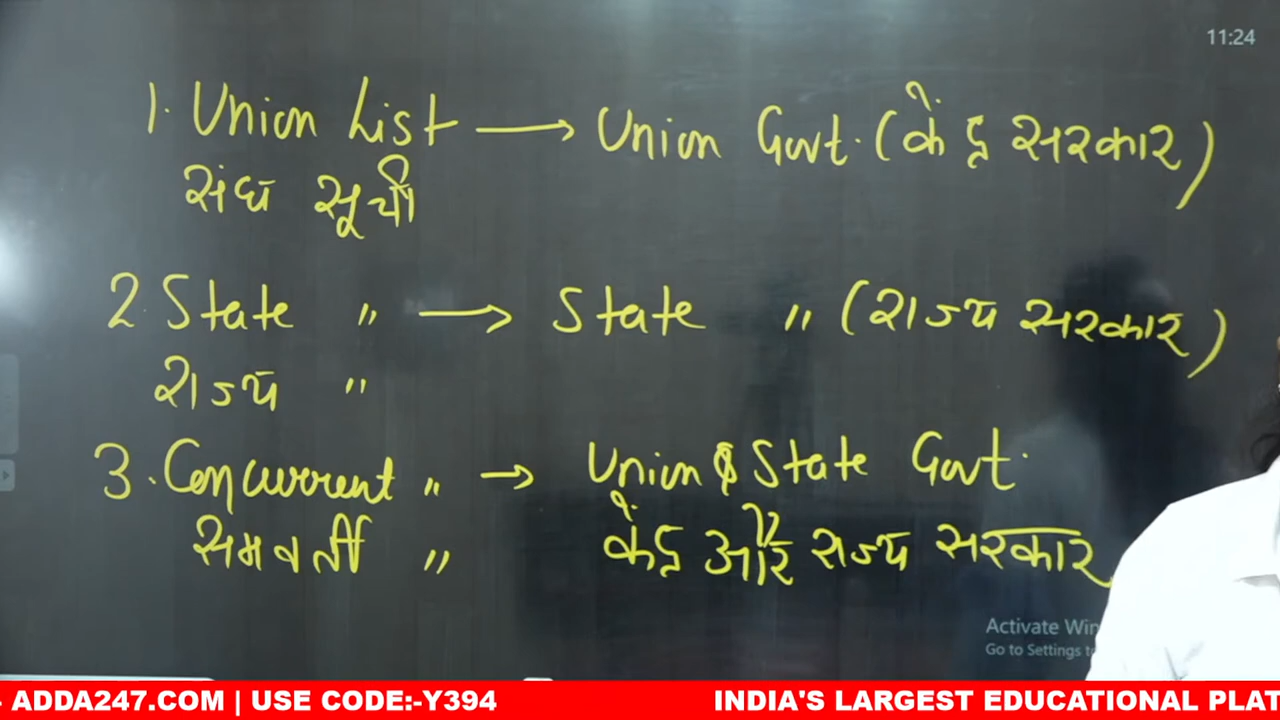 11:24
1. Union List → Union Govt. (केंद्र सरकार)
संघ सूची
2. State " → State " (राज्य सरकार)
राज्य "
3. Concurrent " → Union & State Govt.
समवर्ती " केंद्र और राज्य सरकार
Activate Win
Go to Settings t
- ADDA247.COM | USE CODE:-Y394 INDIA'S LARGEST EDUCATIONAL PLAT